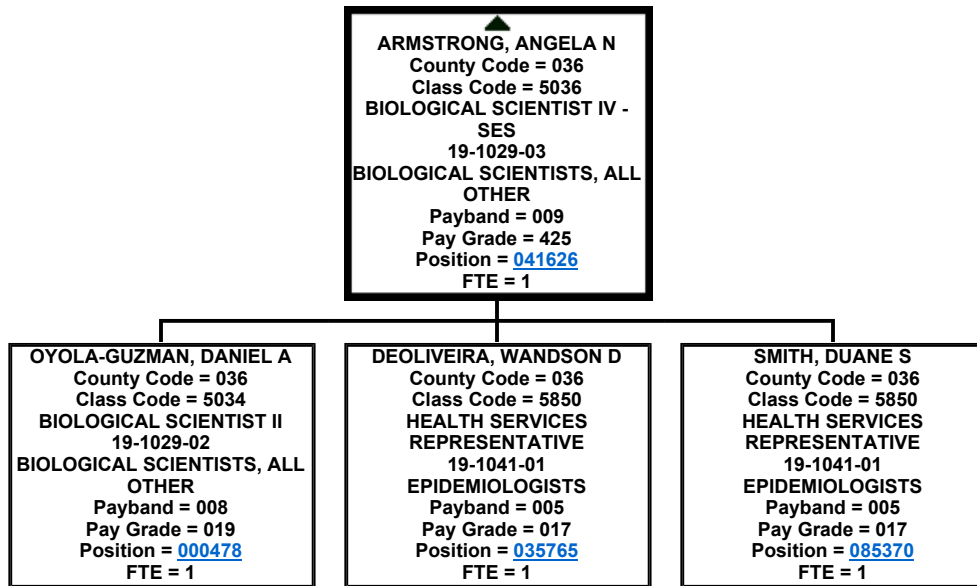 ARMSTRONG, ANGELA N
County Code = 036
Class Code = 5036
BIOLOGICAL SCIENTIST IV -
SES
19-1029-03
BIOLOGICAL SCIENTISTS, ALL
OTHER
Payband = 009
Pay Grade = 425
Position = 041626
FTE = 1
OYOLA-GUZMAN, DANIEL A
County Code = 036
Class Code = 5034
BIOLOGICAL SCIENTIST II
19-1029-02
BIOLOGICAL SCIENTISTS, ALL
OTHER
Payband = 008
Pay Grade = 019
Position = 000478
FTE = 1
DEOLIVEIRA, WANDSON D
County Code = 036
Class Code = 5850
HEALTH SERVICES
REPRESENTATIVE
19-1041-01
EPIDEMIOLOGISTS
Payband = 005
Pay Grade = 017
Position = 035765
FTE = 1
SMITH, DUANE S
County Code = 036
Class Code = 5850
HEALTH SERVICES
REPRESENTATIVE
19-1041-01
EPIDEMIOLOGISTS
Payband = 005
Pay Grade = 017
Position = 085370
FTE = 1